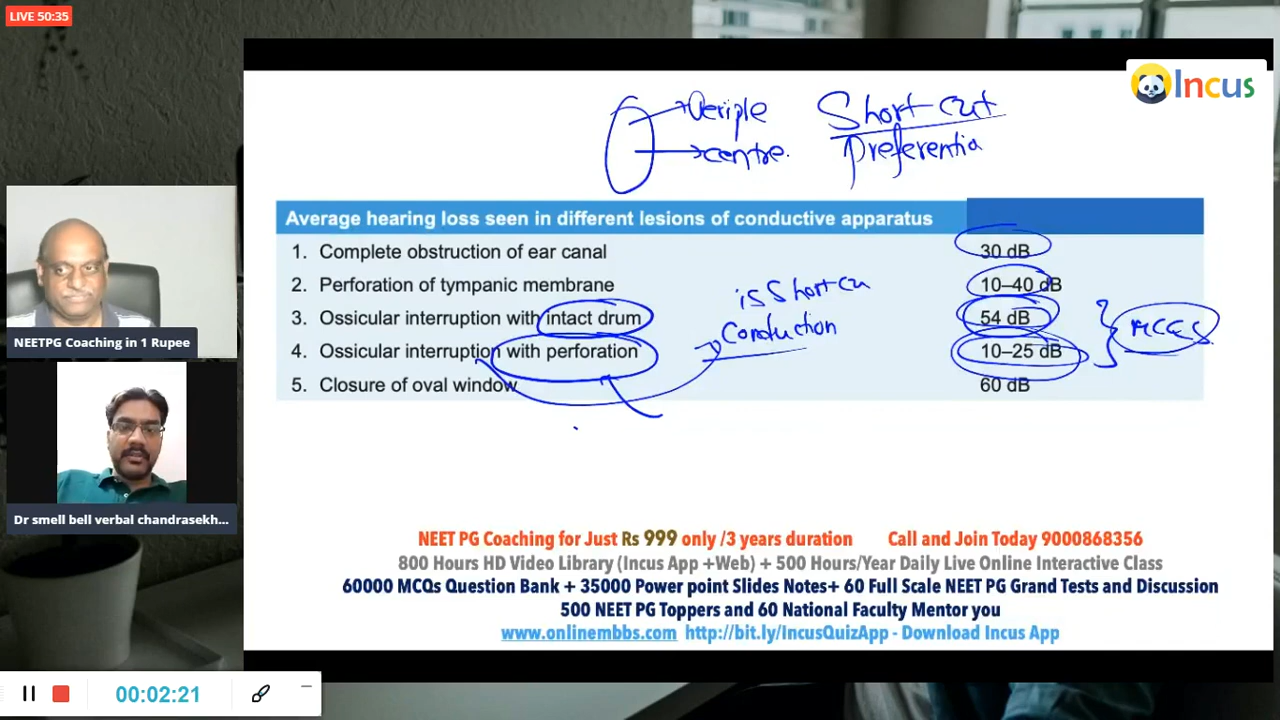 LIVE 50:35
Incus
Periple
centre.
Short cut
Preferentia
Average hearing loss seen in different lesions of conductive apparatus
1. Complete obstruction of ear canal 30 dB
2. Perforation of tympanic membrane 10–40 dB
3. Ossicular interruption with intact drum 54 dB
4. Ossicular interruption with perforation 10–25 dB
5. Closure of oval window 60 dB
is Short cu
Conduction
NEETPG Coaching in 1 Rupee
Dr smell bell verbal chandrasekh...
NEET PG Coaching for Just Rs 999 only /3 years duration Call and Join Today 9000868356
800 Hours HD Video Library (Incus App +Web) + 500 Hours/Year Daily Live Online Interactive Class
60000 MCQs Question Bank + 35000 Power point Slides Notes+ 60 Full Scale NEET PG Grand Tests and Discussion
500 NEET PG Toppers and 60 National Faculty Mentor you
www.onlinembbs.com http://bit.ly/IncusQuizApp - Download Incus App
00:02:21